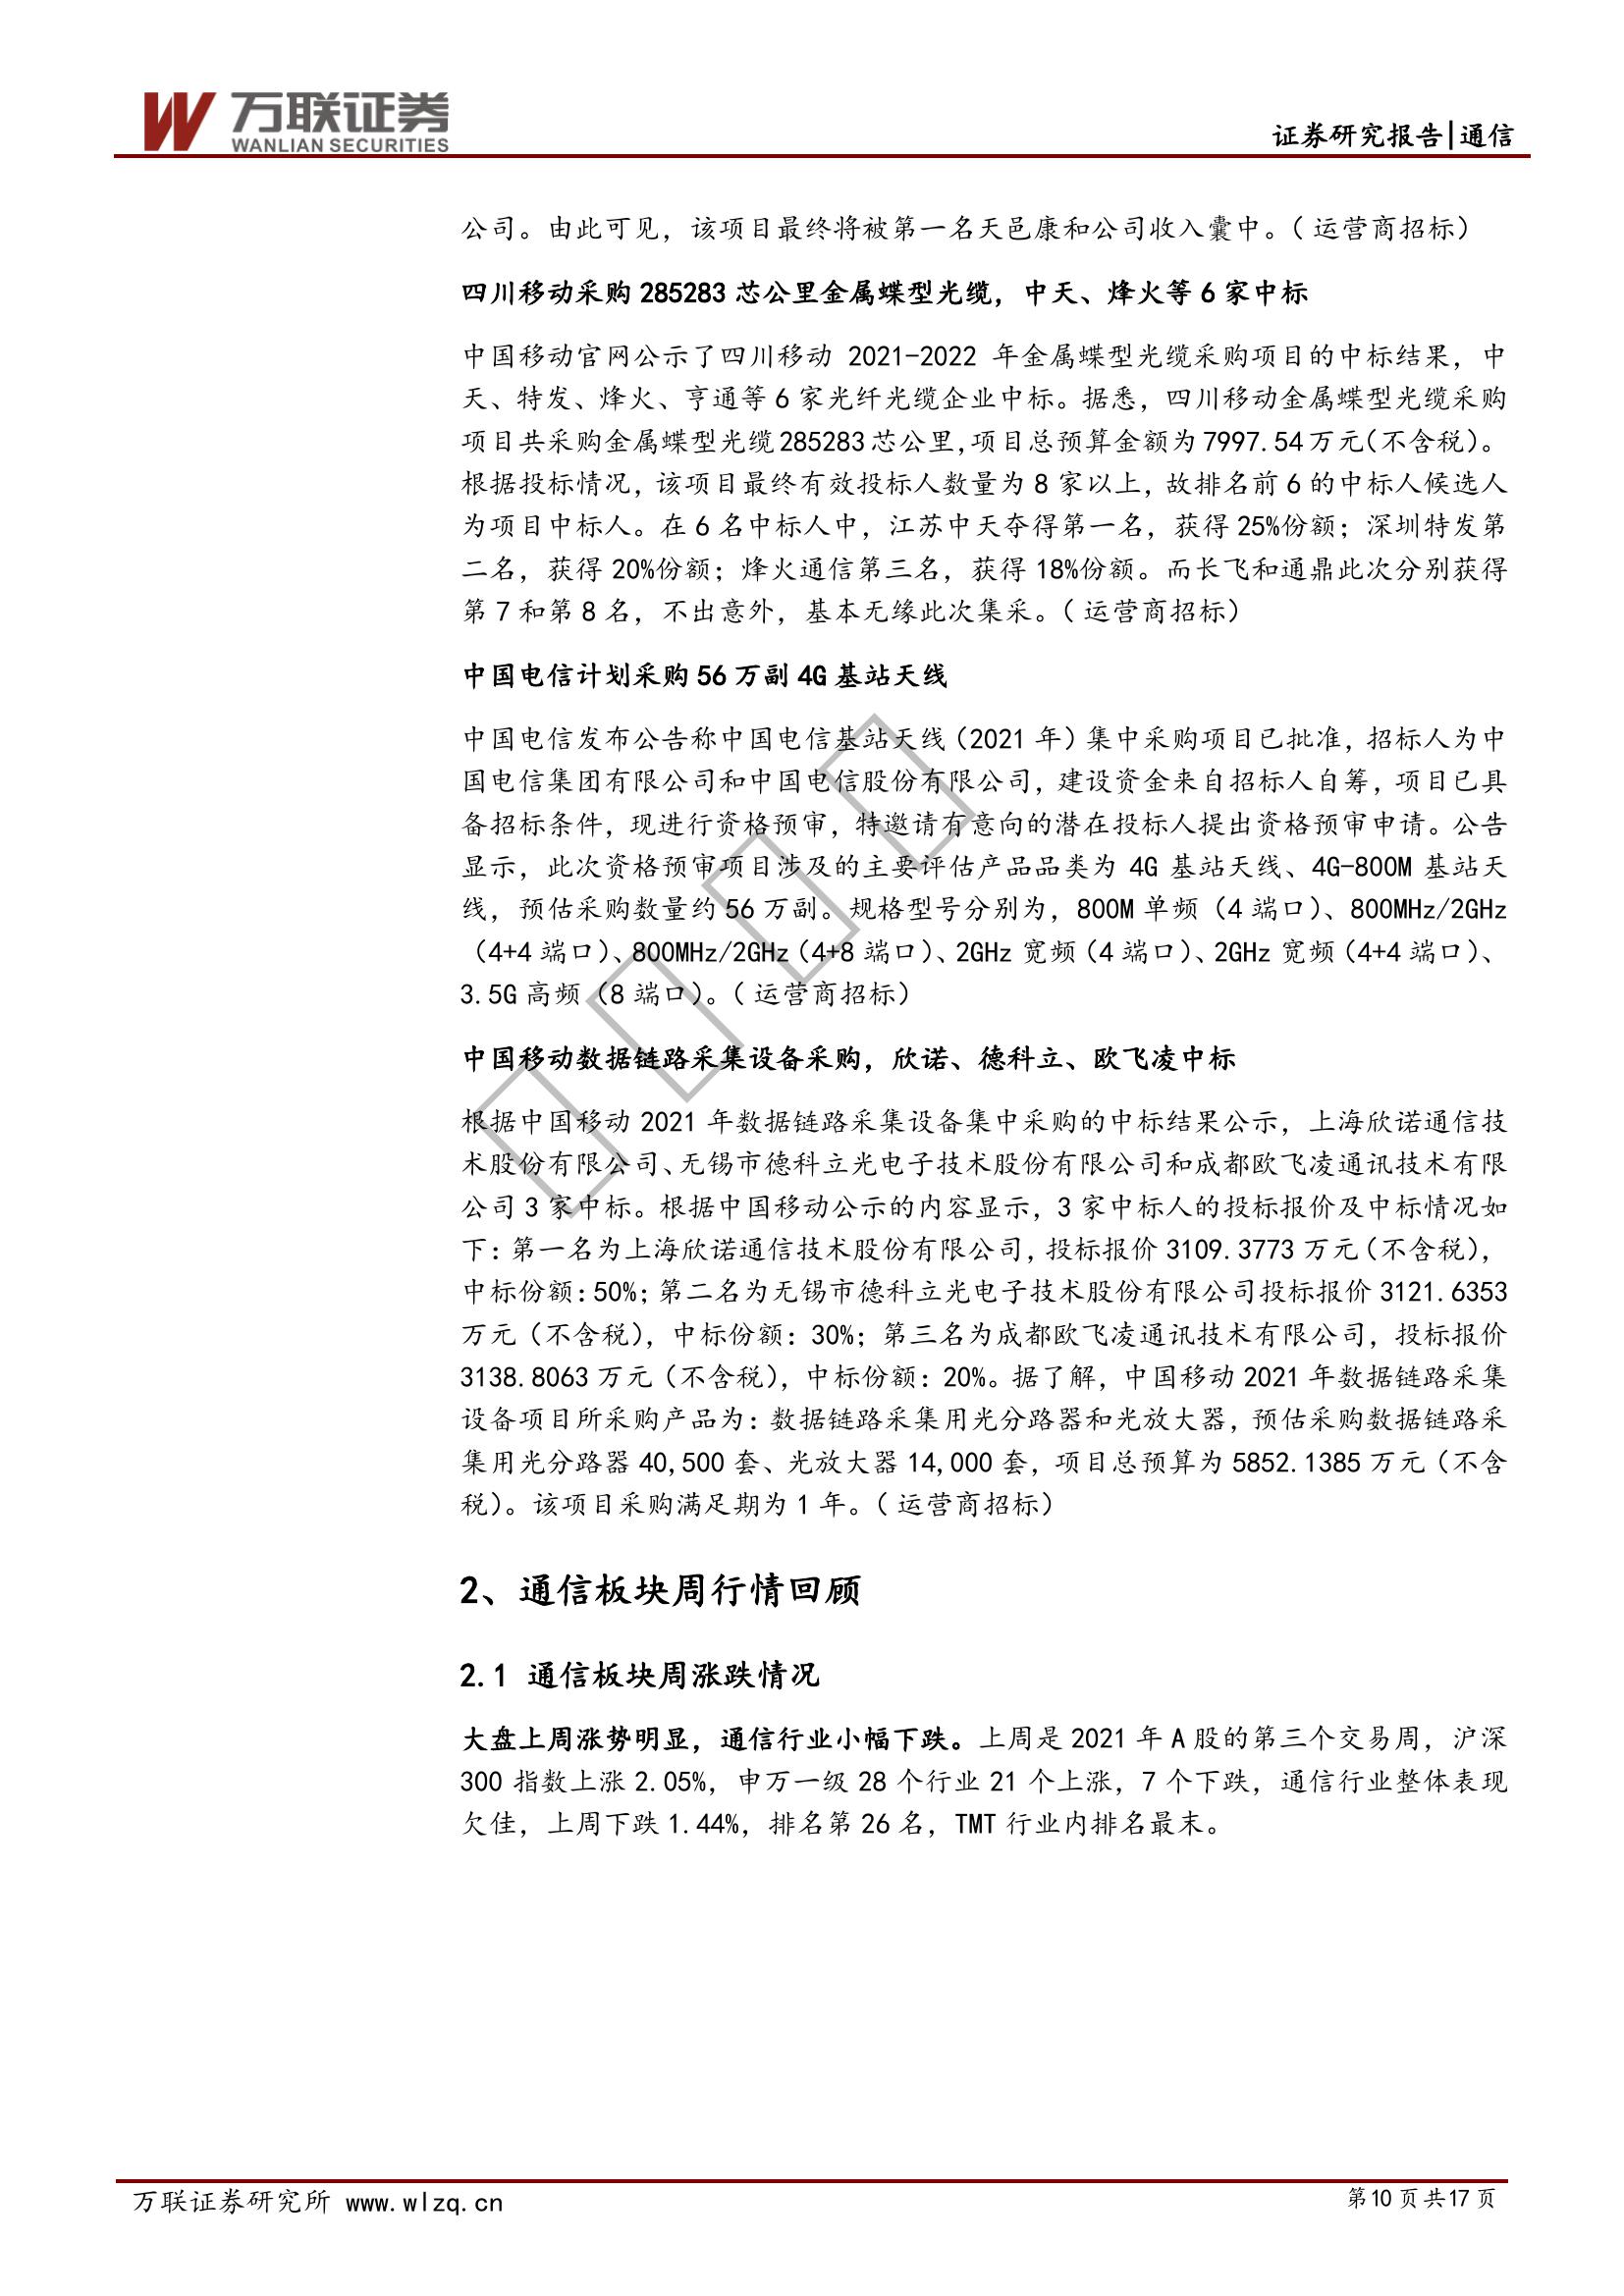 万联证券
WANLIAN SECURITIES
证券研究报告|通信
公司。由此可见，该项目最终将被第一名天邑康和公司收入囊中。（运营商招标）
四川移动采购 285283 芯公里金属蝶型光缆，中天、烽火等 6 家中标
中国移动官网公示了四川移动 2021-2022 年金属蝶型光缆采购项目的中标结果，中
天、特发、烽火、亨通等 6 家光纤光缆企业中标。据悉，四川移动金属蝶型光缆采购
项目共采购金属蝶型光缆 285283 芯公里，项目总预算金额为 7997.54 万元（不含税）。
根据投标情况，该项目最终有效投标人数量为 8 家以上，故排名前 6 的中标人候选人
为项目中标人。在 6 名中标人中，江苏中天夺得第一名，获得 25%份额；深圳特发第
二名，获得 20%份额；烽火通信第三名，获得 18%份额。而长飞和通鼎此次分别获得
第 7 和第 8 名，不出意外，基本无缘此次集采。（运营商招标）
中国电信计划采购 56 万副 4G 基站天线
中国电信发布公告称中国电信基站天线（2021 年）集中采购项目已批准，招标人为中
国电信集团有限公司和中国电信股份有限公司，建设资金来自招标人自筹，项目已具
备招标条件，现进行资格预审，特邀请有意向的潜在投标人提出资格预审申请。公告
显示，此次资格预审项目涉及的主要评估产品品类为 4G 基站天线、4G-800M 基站天
线，预估采购数量约 56 万副。规格型号分别为，800M 单频（4 端口）、800MHz/2GHz
（4+4 端口）、800MHz/2GHz（4+8 端口）、2GHz 宽频（4 端口）、2GHz 宽频（4+4 端口）、
3.5G 高频（8 端口）。（运营商招标）
中国移动数据链路采集设备采购，欣诺、德科立、欧飞凌中标
根据中国移动 2021 年数据链路采集设备集中采购的中标结果公示，上海欣诺通信技
术股份有限公司、无锡市德科立光电子技术股份有限公司和成都欧飞凌通讯技术有限
公司 3 家中标。根据中国移动公示的内容显示，3 家中标人的投标报价及中标情况如
下：第一名为上海欣诺通信技术股份有限公司，投标报价 3109.3773 万元（不含税），
中标份额：50%；第二名为无锡市德科立光电子技术股份有限公司投标报价 3121.6353
万元（不含税），中标份额：30%；第三名为成都欧飞凌通讯技术有限公司，投标报价
3138.8063 万元（不含税），中标份额：20%。据了解，中国移动 2021 年数据链路采集
设备项目所采购产品为：数据链路采集用光分路器和光放大器，预估采购数据链路采
集用光分路器 40,500 套、光放大器 14,000 套，项目总预算为 5852.1385 万元（不含
税）。该项目采购满足期为 1 年。（运营商招标）
2、通信板块周行情回顾
2.1 通信板块周涨跌情况
大盘上周涨势明显，通信行业小幅下跌。上周是 2021 年 A 股的第三个交易周，沪深
300 指数上涨 2.05%，申万一级 28 个行业 21 个上涨，7 个下跌，通信行业整体表现
欠佳，上周下跌 1.44%，排名第 26 名，TMT 行业内排名最末。
万联证券研究所 www.wlzq.cn
第10页共17页